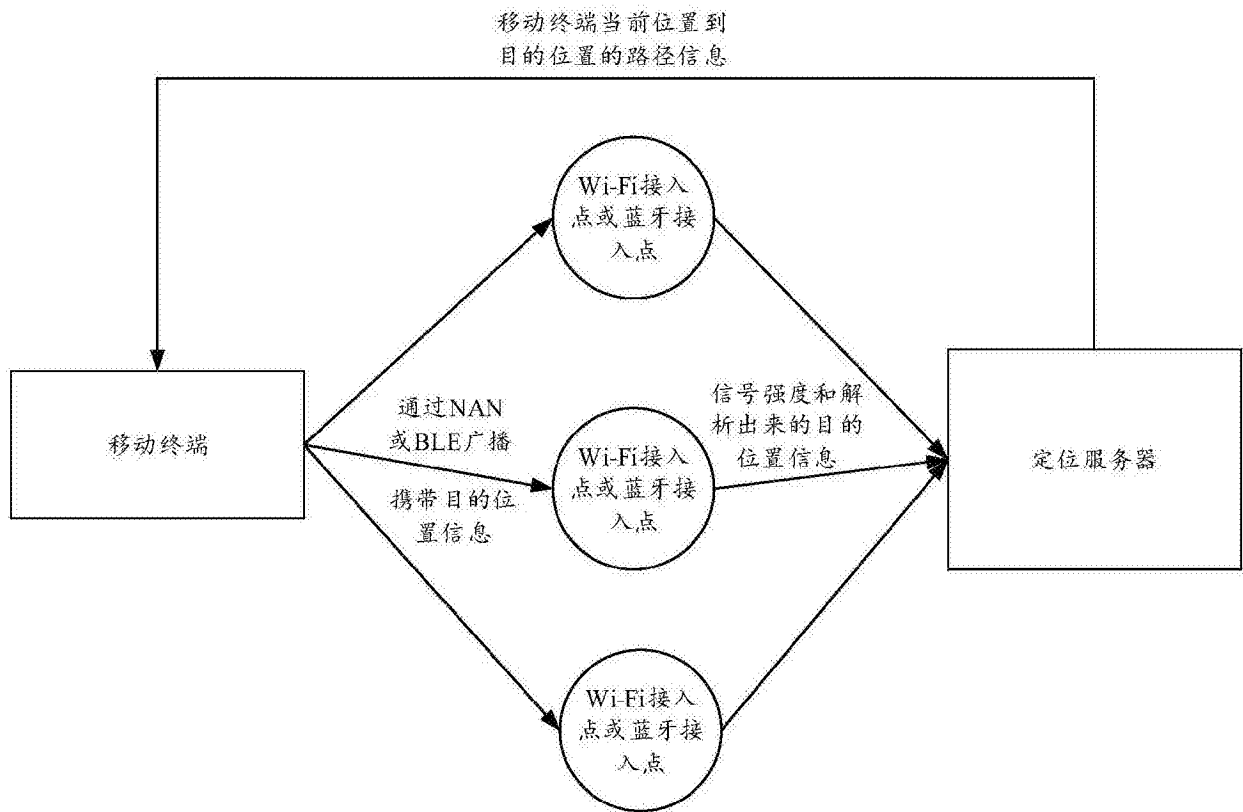 移动终端当前位置到
目的位置的路径信息
Wi-Fi接入
点或蓝牙接
入点
移动终端
通过NAN
或BLE广播
携带目的位
置信息
Wi-Fi接入
点或蓝牙接
入点
信号强度和解
析出来的目的
位置信息
定位服务器
Wi-Fi接入
点或蓝牙接
入点